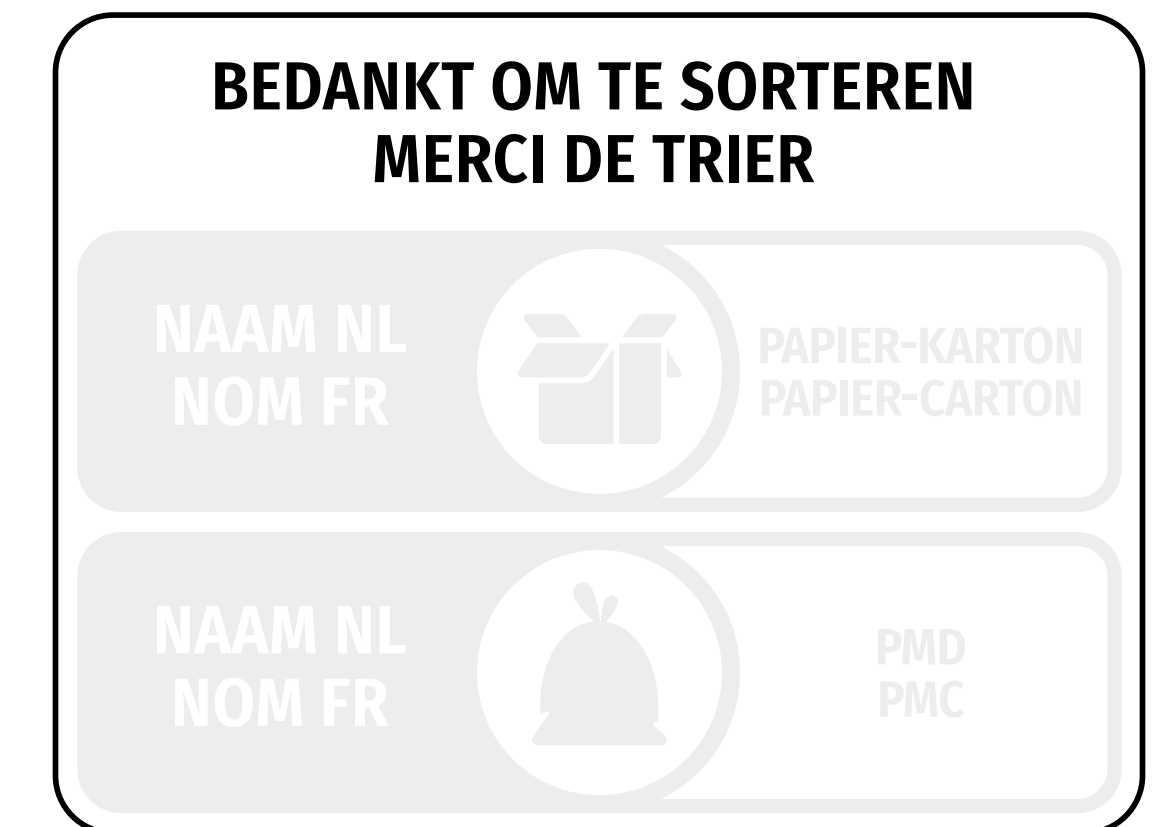 BEDANKT OM TE SORTEREN
MERCI DE TRIER
NAAM NL
NOM FR
PAPIER-KARTON
PAPIER-CARTON
NAAM NL
NOM FR
PMD
PMC